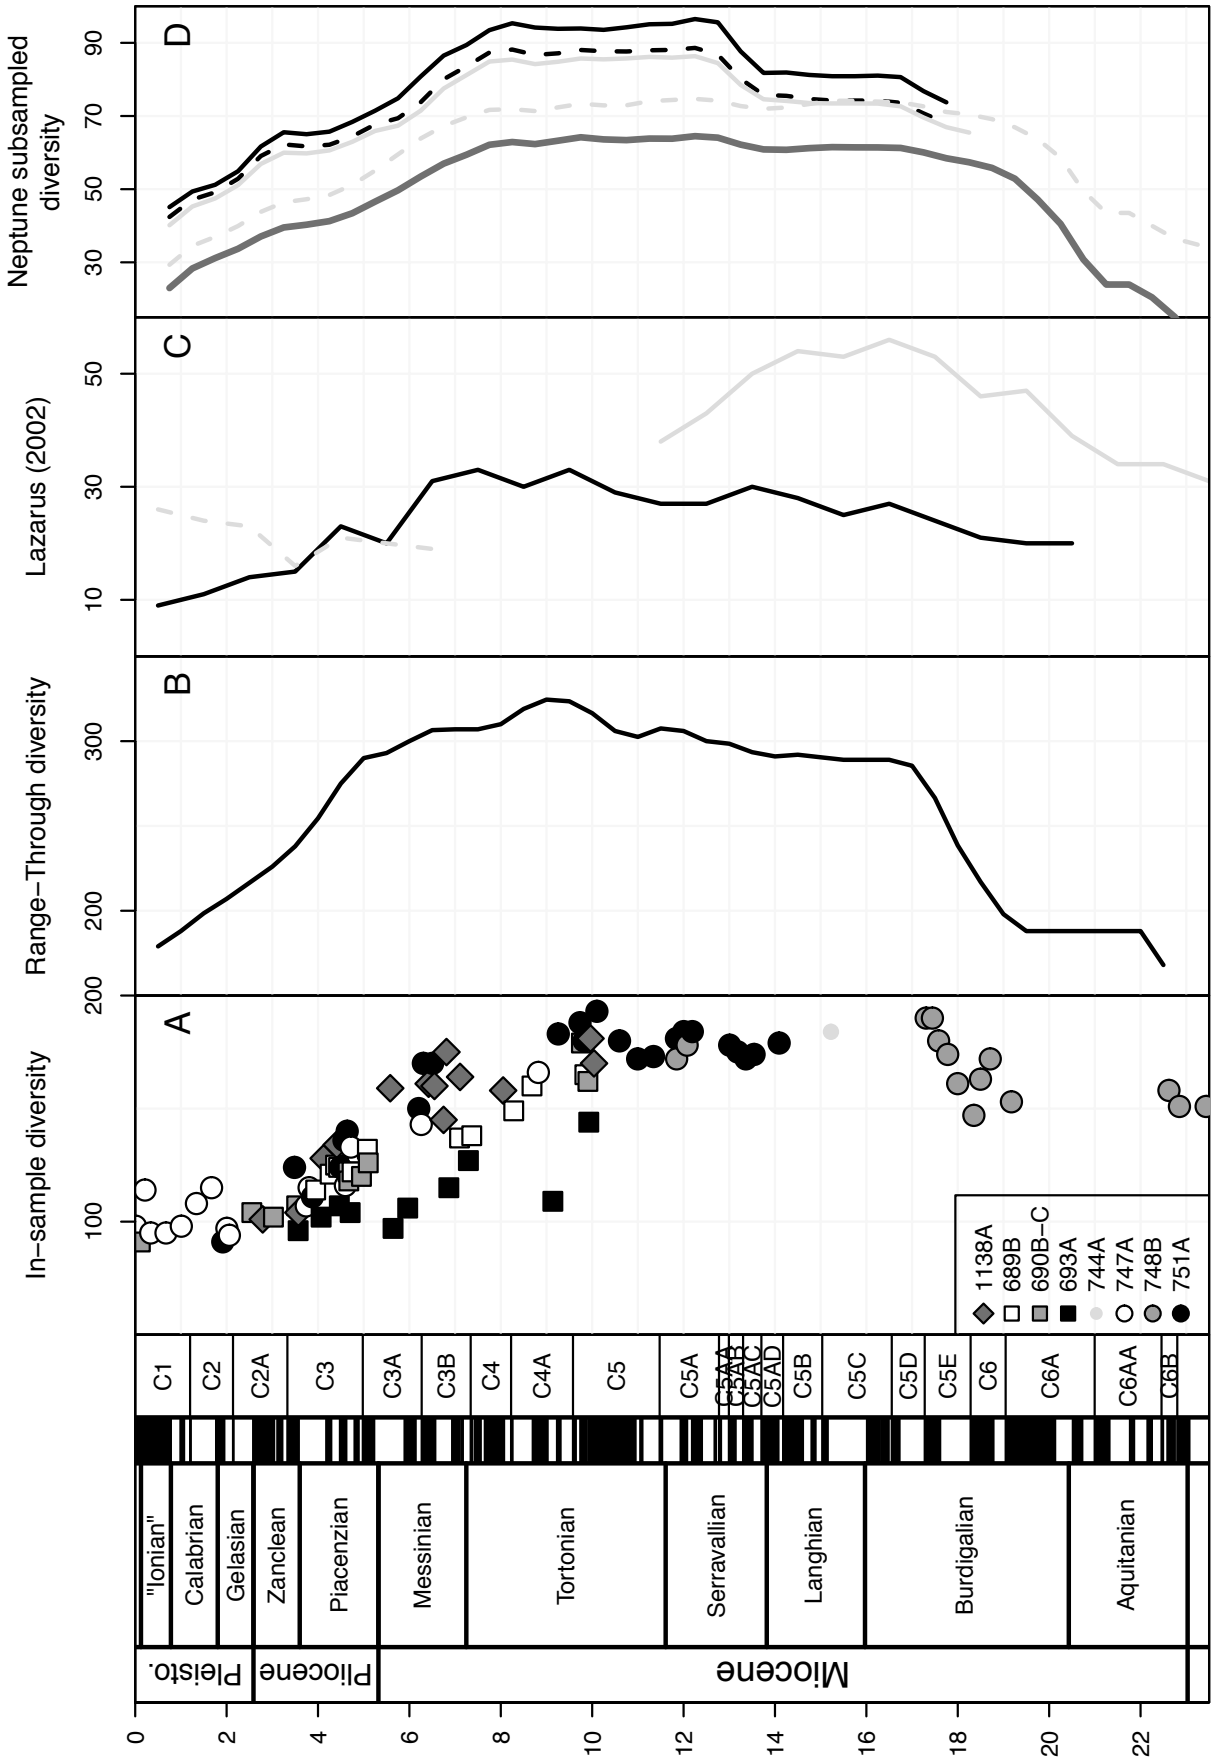 Neptune subsampled
diversity
30
50
70
90
D
Lazarus (2002)
10
30
50
C
Range−Through diversity
200
300
B
In−sample diversity
100
200
A
1138A
689B
690B−C
693A
744A
747A
748B
751A
C1
C2
C2A
C3
C3A
C3B
C4
C4A
C5
C5A
C5AA
C5AB
C5AC
C5AD
C5B
C5C
C5D
C5E
C6
C6A
C6AA
C6B
"Ionian"
Calabrian
Gelasian
Zanclean
Piacenzian
Messinian
Tortonian
Serravallian
Langhian
Burdigalian
Aquitanian
Pleisto.
Pliocene
Miocene
0
2
4
6
8
10
12
14
16
18
20
22